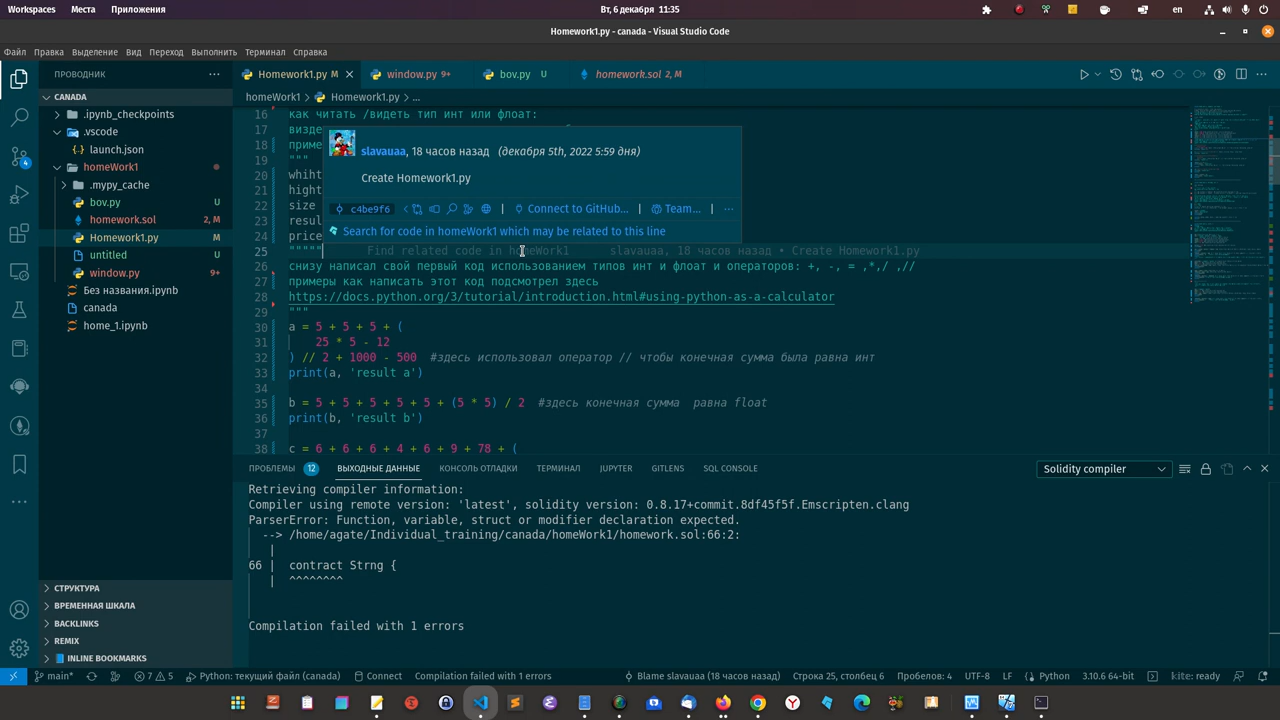 Workspaces Места Приложения Вт, 6 декабря 11:35 en
Homework1.py - canada - Visual Studio Code
Файл Правка Выделение Вид Переход Выполнить Терминал Справка
ПРОВОДНИК ··· Homework1.py M × window.py 9+ bov.py U homework.sol 2, M
CANADA
homeWork1 > Homework1.py > ...
.ipynb_checkpoints
.vscode
launch.json
homeWork1
.mypy_cache
bov.py U
homework.sol 2, M
Homework1.py M
untitled U
window.py 9+
Без названия.ipynb
canada
home_1.ipynb
4
16 как читать /видеть тип инт или флоат:
17 визде
18 приме
19 """
20 whiht
21 hight
22 size
23 resul
24 price
slavauaa, 18 часов назад (декабря 5th, 2022 5:59 дня)
Create Homework1.py
c4be9f6 | Connect to GitHub... | Team... | ···
Search for code in homeWork1 which may be related to this line
25 """"" Find related code in homeWork1 slavauaa, 18 часов назад • Create Homework1.py
26 снизу написал свой первый код использованием типов инт и флоат и операторов: +, -, = ,*,/ ,//
27 примеры как написать этот код подсмотрел здесь
28 https://docs.python.org/3/tutorial/introduction.html#using-python-as-a-calculator
29 """
30 a = 5 + 5 + 5 + (
31 25 * 5 - 12
32 ) // 2 + 1000 - 500 #здесь использовал оператор // чтобы конечная сумма была равна инт
33 print(a, 'result a')
34
35 b = 5 + 5 + 5 + 5 + 5 + (5 * 5) / 2 #здесь конечная сумма равна float
36 print(b, 'result b')
37
38 c = 6 + 6 + 6 + 4 + 6 + 9 + 78 + (
ПРОБЛЕМЫ 12 ВЫХОДНЫЕ ДАННЫЕ КОНСОЛЬ ОТЛАДКИ ТЕРМИНАЛ JUPYTER GITLENS SQL CONSOLE Solidity compiler
Retrieving compiler information:
Compiler using remote version: 'latest', solidity version: 0.8.17+commit.8df45f5f.Emscripten.clang
ParserError: Function, variable, struct or modifier declaration expected.
--> /home/agate/Individual_training/canada/homeWork1/homework.sol:66:2:
|
66 | contract Strng {
| ^^^^^^^^
Compilation failed with 1 errors
СТРУКТУРА
ВРЕМЕННАЯ ШКАЛА
BACKLINKS
REMIX
INLINE BOOKMARKS
main* 7 5 Python: текущий файл (canada) Connect Compilation failed with 1 errors Blame slavauaa (18 часов назад) Строка 25, столбец 6 Пробелов: 4 UTF-8 LF Python 3.10.6 64-bit kite: ready